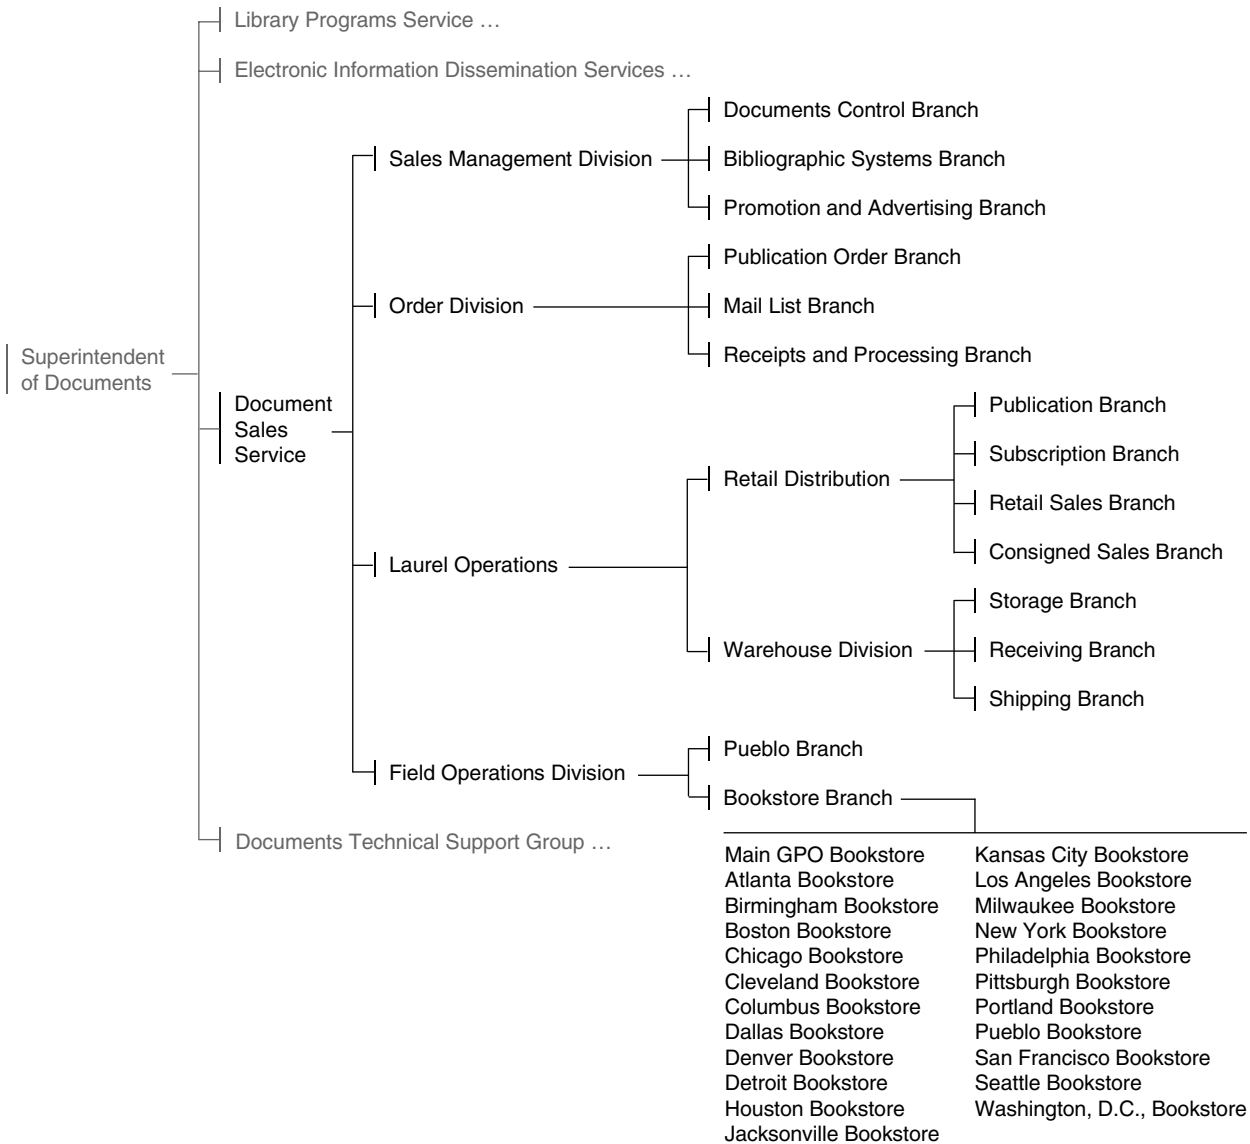 Library Programs Service …
Electronic Information Dissemination Services …
Documents Control Branch
Sales Management Division
Bibliographic Systems Branch
Promotion and Advertising Branch
Publication Order Branch
Order Division
Mail List Branch
Receipts and Processing Branch
Superintendent
of Documents
Document
Sales
Service
Publication Branch
Subscription Branch
Retail Distribution
Retail Sales Branch
Consigned Sales Branch
Laurel Operations
Storage Branch
Warehouse Division
Receiving Branch
Shipping Branch
Pueblo Branch
Field Operations Division
Bookstore Branch
Documents Technical Support Group …
Main GPO Bookstore
Atlanta Bookstore
Birmingham Bookstore
Boston Bookstore
Chicago Bookstore
Cleveland Bookstore
Columbus Bookstore
Dallas Bookstore
Denver Bookstore
Detroit Bookstore
Houston Bookstore
Jacksonville Bookstore
Kansas City Bookstore
Los Angeles Bookstore
Milwaukee Bookstore
New York Bookstore
Philadelphia Bookstore
Pittsburgh Bookstore
Portland Bookstore
Pueblo Bookstore
San Francisco Bookstore
Seattle Bookstore
Washington, D.C., Bookstore